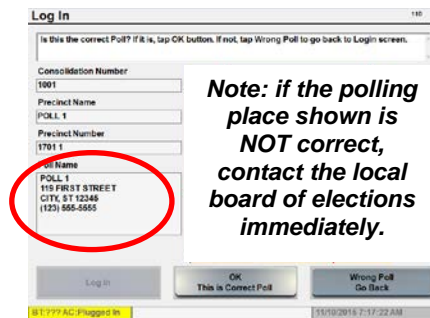 Log In
110
Is this the correct Poll? If it is, tap OK button. If not, tap Wrong Poll to go back to Login screen.
Consolidation Number
1001
Precinct Name
POLL 1
Precinct Number
1701 1
Poll Name
POLL 1
119 FIRST STREET
CITY, ST 12345
(123) 555-5555
Note: if the polling
place shown is
NOT correct,
contact the local
board of elections
immediately.
Log In
OK
This is Correct Poll
Wrong Poll
Go Back
BT:??? AC:Plugged In
11/10/2016 7:17:22 AM